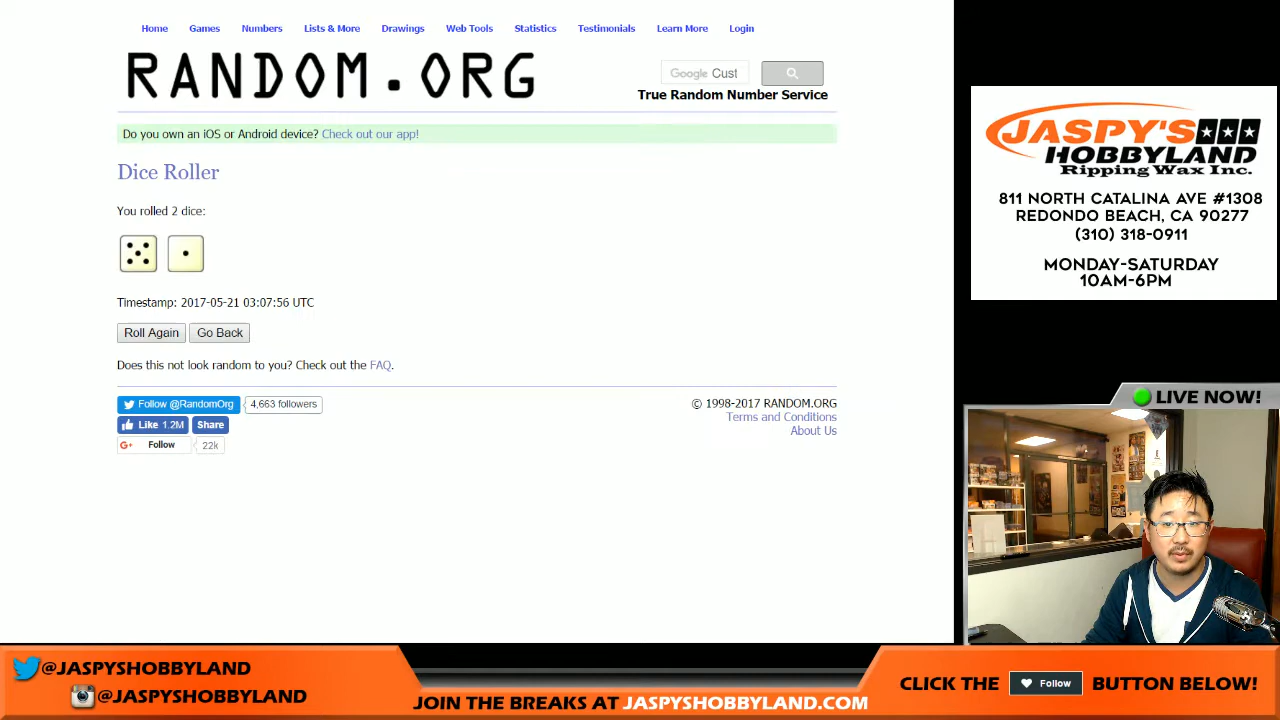 Home Games Numbers Lists & More Drawings Web Tools Statistics Testimonials Learn More Login
RANDOM.ORG
Google Cust
True Random Number Service
Do you own an iOS or Android device? Check out our app!
Dice Roller
You rolled 2 dice:
Timestamp: 2017-05-21 03:07:56 UTC
Roll Again Go Back
Does this not look random to you? Check out the FAQ.
Follow @RandomOrg 4,663 followers
Like 1.2M Share
G+ Follow 22k
© 1998-2017 RANDOM.ORG
Terms and Conditions
About Us
JASPY'S
HOBBYLAND
Ripping Wax Inc.
811 NORTH CATALINA AVE #1308
REDONDO BEACH, CA 90277
(310) 318-0911
MONDAY-SATURDAY
10AM-6PM
LIVE NOW!
@JASPYSHOBBYLAND
@JASPYSHOBBYLAND
JOIN THE BREAKS AT JASPYSHOBBYLAND.COM
CLICK THE Follow BUTTON BELOW!